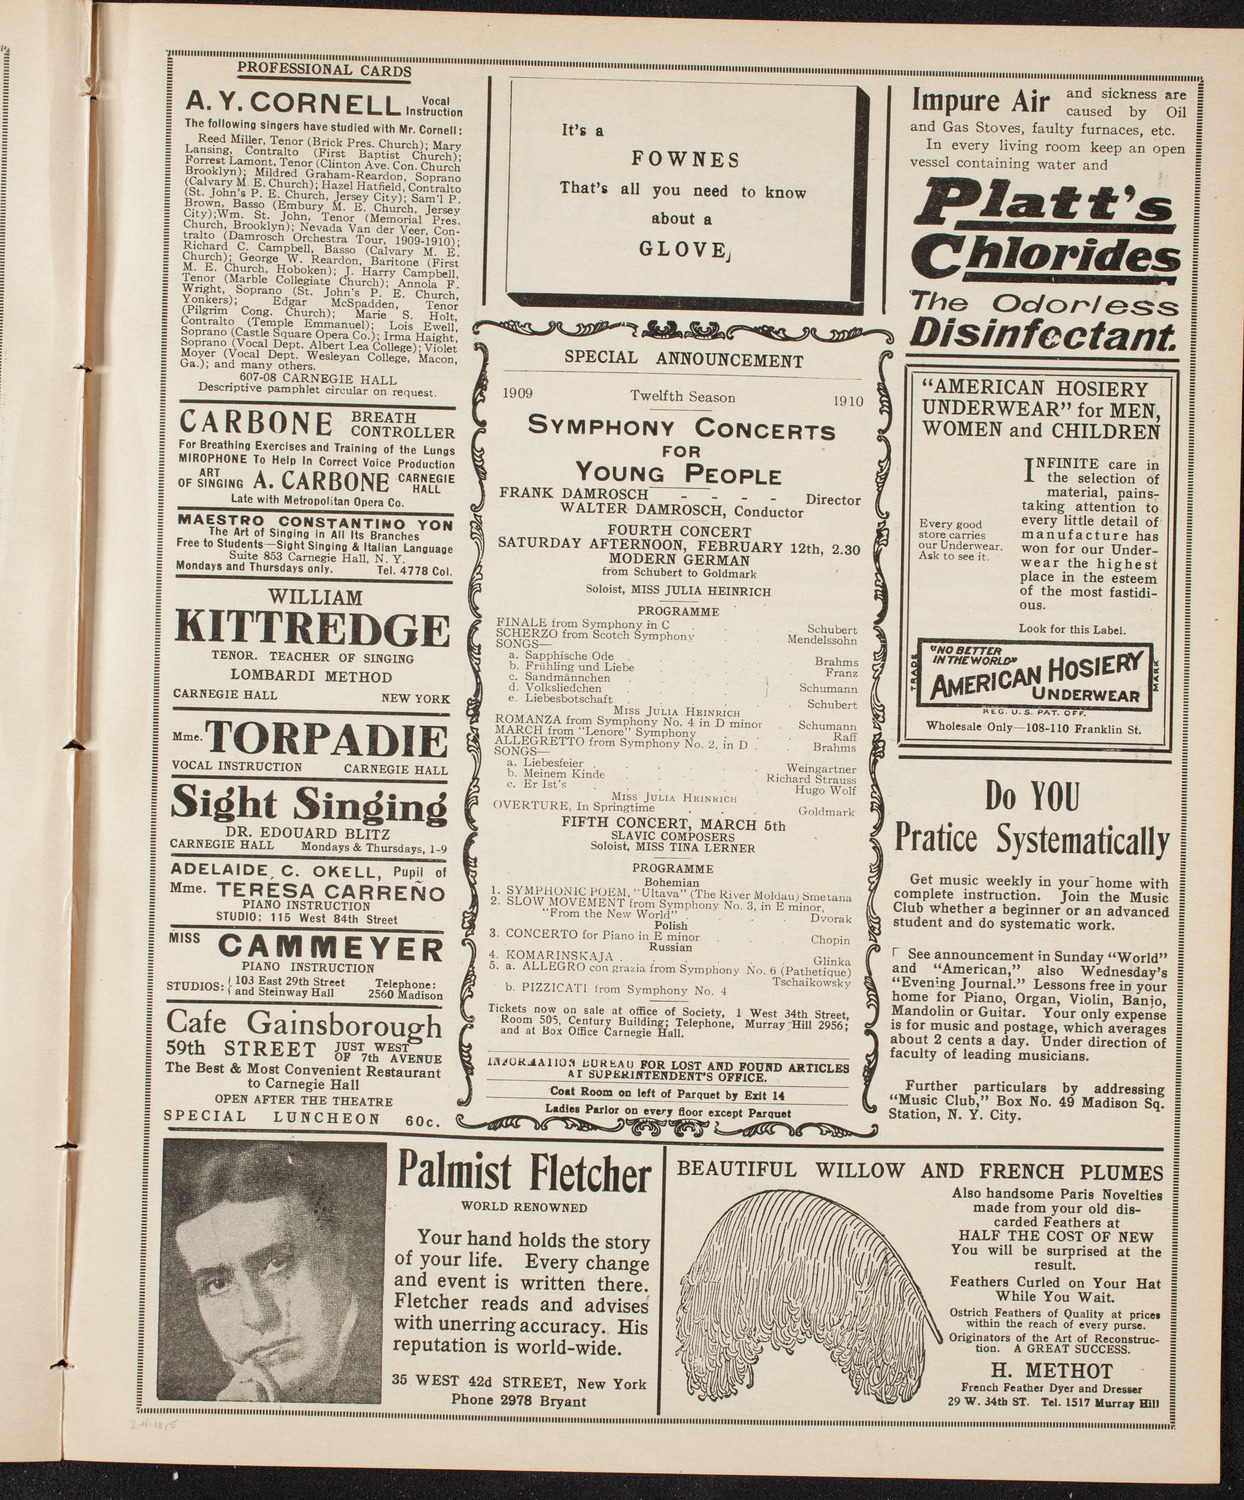 PROFESSIONAL CARDS
A. Y. CORNELL Vocal Instruction
The following singers have studied with Mr. Cornell:
Reed Miller, Tenor (Brick Pres. Church); Mary
Lansing, Contralto (First Baptist Church);
Forrest Lamont, Tenor (Clinton Ave. Con. Church
Brooklyn); Mildred Graham-Reardon, Soprano
(Calvary M. E. Church); Hazel Hatfield, Contralto
(St. John's P. E. Church, Jersey City); Sam'l P.
Brown, Basso (Embury M. E. Church, Jersey
City); Wm. St. John, Tenor (Memorial Pres.
Church, Brooklyn); Nevada Van der Veer, Con-
tralto (Damrosch Orchestra Tour, 1909-1910);
Richard C. Campbell, Basso (Calvary M. E.
Church); George W. Reardon, Baritone (First
M. E. Church, Hoboken); J. Harry Campbell,
Tenor (Marble Collegiate Church); Annola F.
Wright, Soprano (St. John's P. E. Church,
Yonkers); Edgar McSpadden, Tenor
(Pilgrim Cong. Church); Marie S. Holt,
Contralto (Temple Emmanuel); Lois Ewell,
Soprano (Castle Square Opera Co.); Irma Haight,
Soprano (Vocal Dept. Albert Lea College); Violet
Moyer (Vocal Dept. Wesleyan College, Macon,
Ga.); and many others.
607-08 CARNEGIE HALL
Descriptive pamphlet circular on request.
CARBONE BREATH CONTROLLER
For Breathing Exercises and Training of the Lungs
MIROPHONE To Help In Correct Voice Production
ART OF SINGING A. CARBONE CARNEGIE HALL
Late with Metropolitan Opera Co.
MAESTRO CONSTANTINO YON
The Art of Singing in All Its Branches
Free to Students—Sight Singing & Italian Language
Suite 853 Carnegie Hall, N. Y.
Mondays and Thursdays only. Tel. 4778 Col.
WILLIAM
KITTREDGE
TENOR. TEACHER OF SINGING
LOMBARDI METHOD
CARNEGIE HALL NEW YORK
Mme. TORPADIE
VOCAL INSTRUCTION CARNEGIE HALL
Sight Singing
DR. EDOUARD BLITZ
CARNEGIE HALL Mondays & Thursdays, 1-9
ADELAIDE C. OKELL, Pupil of
Mme. TERESA CARREÑO
PIANO INSTRUCTION
STUDIO: 115 West 84th Street
MISS CAMMEYER
PIANO INSTRUCTION
STUDIOS: { 103 East 29th Street and Steinway Hall Telephone: 2560 Madison
Cafe Gainsborough
59th STREET JUST WEST OF 7th AVENUE
The Best & Most Convenient Restaurant
to Carnegie Hall
OPEN AFTER THE THEATRE
SPECIAL LUNCHEON 60c.
It's a
FOWNES
That's all you need to know
about a
GLOVE
SPECIAL ANNOUNCEMENT
1909 Twelfth Season 1910
SYMPHONY CONCERTS
FOR
YOUNG PEOPLE
FRANK DAMROSCH - - - - Director
WALTER DAMROSCH, Conductor
FOURTH CONCERT
SATURDAY AFTERNOON, FEBRUARY 12th, 2.30
MODERN GERMAN
from Schubert to Goldmark
Soloist, MISS JULIA HEINRICH
PROGRAMME
FINALE from Symphony in C . . . Schubert
SCHERZO from Scotch Symphony . . Mendelssohn
SONGS—
a. Sapphische Ode . . . Brahms
b. Frühling und Liebe . . . Franz
c. Sandmännchen
d. Volksliedchen } Schumann
e. Liebesbotschaft . . . Schubert
MISS JULIA HEINRICH
ROMANZA from Symphony No. 4 in D minor Schumann
MARCH from "Lenore" Symphony . . Raff
ALLEGRETTO from Symphony No. 2, in D . Brahms
SONGS—
a. Liebesfeier . . . Weingartner
b. Meinem Kinde . . . Richard Strauss
c. Er Ist's . . . Hugo Wolf
MISS JULIA HEINRICH
OVERTURE, In Springtime . . . Goldmark
FIFTH CONCERT, MARCH 5th
SLAVIC COMPOSERS
Soloist, MISS TINA LERNER
PROGRAMME
Bohemian
1. SYMPHONIC POEM, "Ultava" (The River Moldau) Smetana
2. SLOW MOVEMENT from Symphony No. 3, in E minor,
"From the New World" . . . Dvorak
Polish
3. CONCERTO for Piano in E minor . . Chopin
Russian
4. KOMARINSKAJA . . . Glinka
5. a. ALLEGRO con grazia from Symphony No. 6 (Pathetique)
Tschaikowsky
b. PIZZICATI from Symphony No. 4
Tickets now on sale at office of Society, 1 West 34th Street,
Room 505, Century Building; Telephone, Murray Hill 2956;
and at Box Office Carnegie Hall.
INFORMATION BUREAU FOR LOST AND FOUND ARTICLES
AT SUPERINTENDENT'S OFFICE.
Coat Room on left of Parquet by Exit 14
Ladies Parlor on every floor except Parquet
Impure Air and sickness are
caused by Oil
and Gas Stoves, faulty furnaces, etc.
In every living room keep an open
vessel containing water and
Platt's
Chlorides
The Odorless
Disinfectant.
"AMERICAN HOSIERY
UNDERWEAR" for MEN,
WOMEN and CHILDREN
INFINITE care in
the selection of
material, pains-
taking attention to
every little detail of
manufacture has
won for our Under-
wear the highest
place in the esteem
of the most fastidi-
ous.
Every good
store carries
our Underwear.
Ask to see it.
Look for this Label.
TRADE MARK
"NO BETTER
IN THE WORLD"
AMERICAN HOSIERY
UNDERWEAR
REG. U. S. PAT. OFF.
Wholesale Only—108-110 Franklin St.
Do YOU
Pratice Systematically
Get music weekly in your home with
complete instruction. Join the Music
Club whether a beginner or an advanced
student and do systematic work.
See announcement in Sunday "World"
and "American," also Wednesday's
"Evening Journal." Lessons free in your
home for Piano, Organ, Violin, Banjo,
Mandolin or Guitar. Your only expense
is for music and postage, which averages
about 2 cents a day. Under direction of
faculty of leading musicians.
Further particulars by addressing
"Music Club," Box No. 49 Madison Sq.
Station, N. Y. City.
Palmist Fletcher
WORLD RENOWNED
Your hand holds the story
of your life. Every change
and event is written there.
Fletcher reads and advises
with unerring accuracy. His
reputation is world-wide.
35 WEST 42d STREET, New York
Phone 2978 Bryant
BEAUTIFUL WILLOW AND FRENCH PLUMES
Also handsome Paris Novelties
made from your old dis-
carded Feathers at
HALF THE COST OF NEW
You will be surprised at the
result.
Feathers Curled on Your Hat
While You Wait.
Ostrich Feathers of Quality at prices
within the reach of every purse.
Originators of the Art of Reconstruc-
tion. A GREAT SUCCESS.
H. METHOT
French Feather Dyer and Dresser
29 W. 34th ST. Tel. 1517 Murray Hill